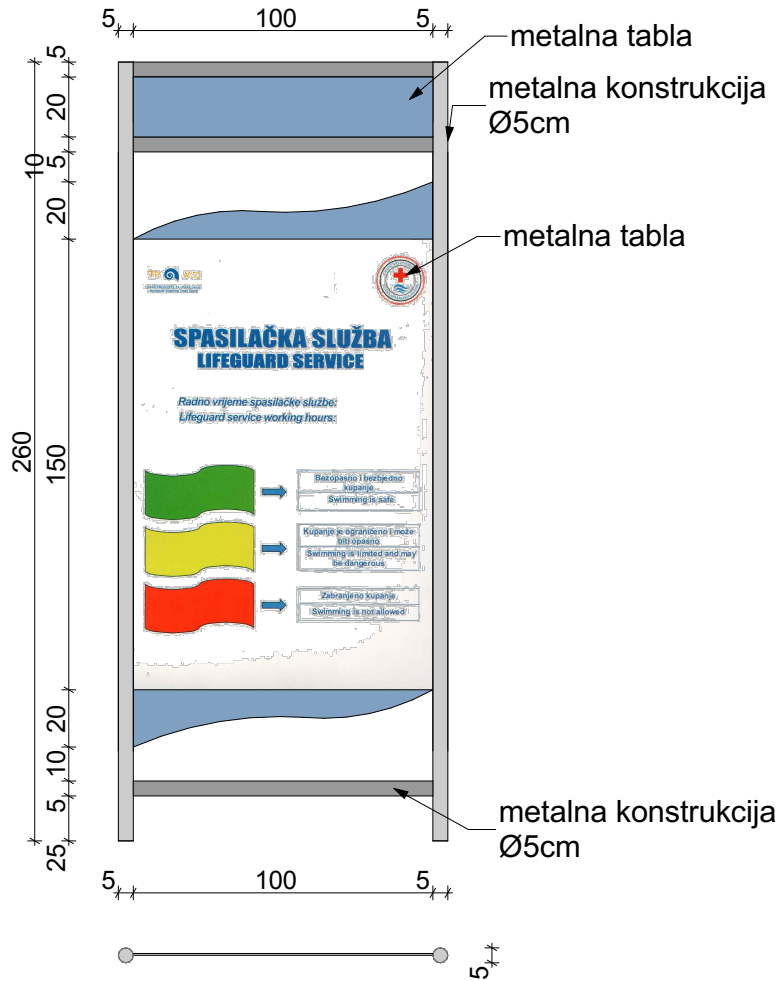 5
100
5
metalna tabla
metalna konstrukcija
Ø5cm
5
20
5
10
20
metalna tabla
SPASILAČKA SLUŽBA
LIFEGUARD SERVICE
Radno vrijeme spasilačke službe:
Lifeguard service working hours:
260
150
Bezopasno i bezbjedno
kupanje
Swimming is safe
Kupanje je ograničeno i može
biti opasno
Swimming is limited and may
be dangerous
Zabranjeno kupanje
Swimming is not allowed
20
10
5
25
metalna konstrukcija
Ø5cm
5
100
5
5